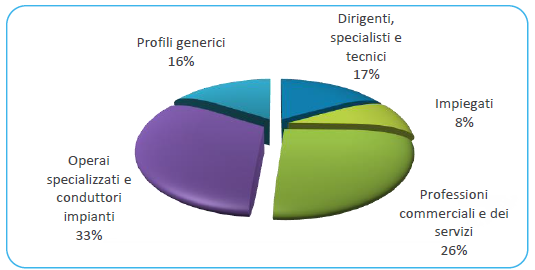 Dirigenti,
specialisti e
tecnici
17%
Impiegati
8%
Professioni
commerciali e dei
servizi
26%
Operai
specializzati e
conduttori
impianti
33%
Profili generici
16%